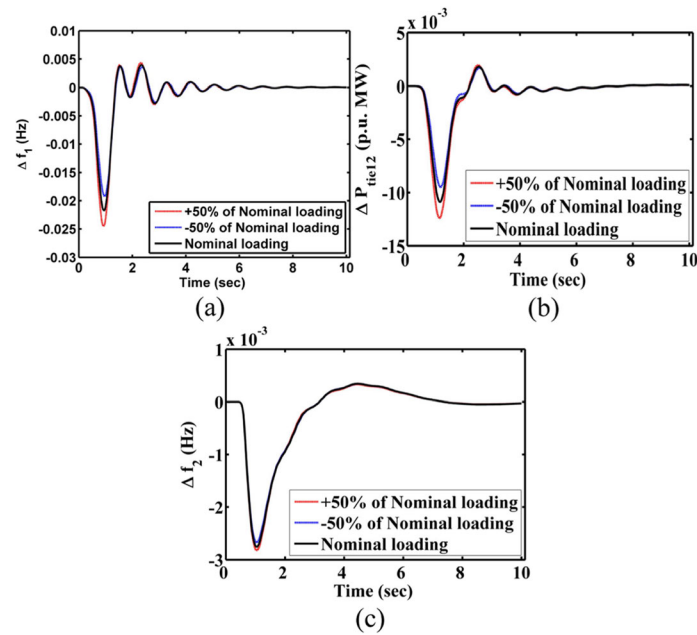 0.01
0.005
0
-0.005
-0.01
-0.015
-0.02
-0.025
-0.03
Δ f1 (Hz)
0 2 4 6 8 10
Time (sec)
+50% of Nominal loading
-50% of Nominal loading
Nominal loading
(a)
x 10-3
5
0
-5
-10
-15
Δ Ptie12 (p.u. MW)
0 2 4 6 8 10
Time (sec)
+50% of Nominal loading
-50% of Nominal loading
Nominal loading
(b)
x 10-3
1
0
-1
-2
-3
Δ f2 (Hz)
0 2 4 6 8 10
Time (sec)
+50% of Nominal loading
-50% of Nominal loading
Nominal loading
(c)